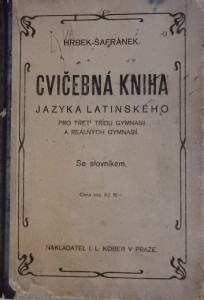 HRBEK-ŠAFRÁNEK.
CVIČEBNÁ KNIHA
JAZYKA LATINSKÉHO
PRO TŘETÍ TŘÍDU GYMNASIÍ
A REÁLNÝCH GYMNASIÍ.
Se slovníkem.
NAKLADATEL I. L. KOBER V PRAZE.